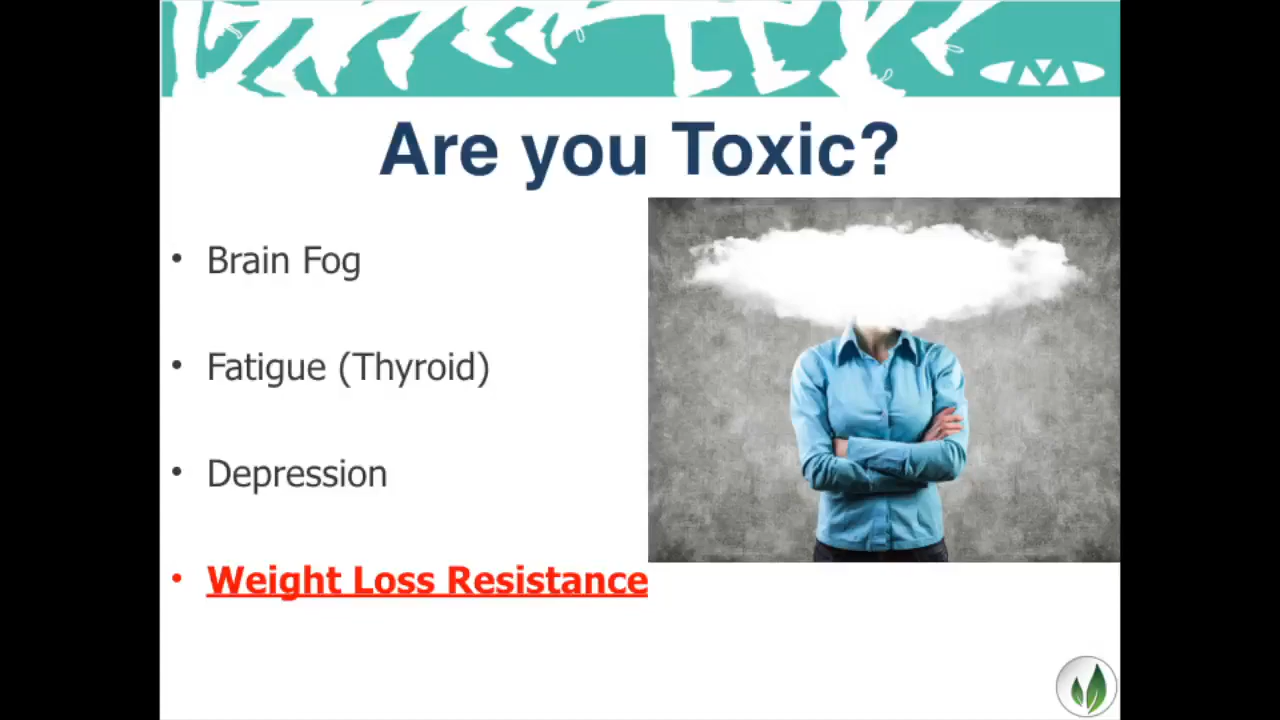 Are you Toxic?
• Brain Fog
• Fatigue (Thyroid)
• Depression
• Weight Loss Resistance